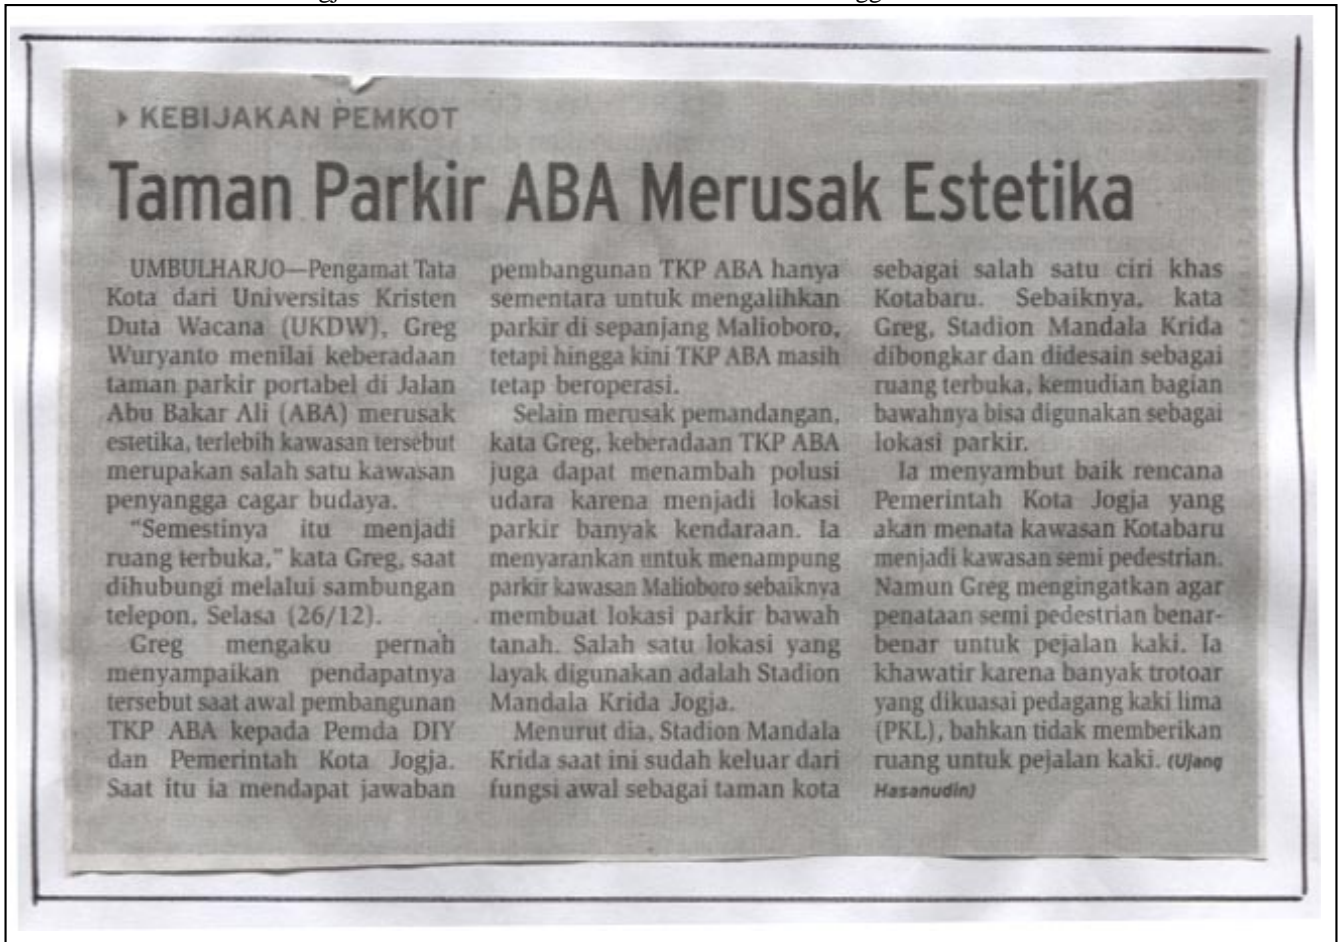 ▸ KEBIJAKAN PEMKOT
Taman Parkir ABA Merusak Estetika
UMBULHARJO—Pengamat Tata
Kota dari Universitas Kristen
Duta Wacana (UKDW), Greg
Wuryanto menilai keberadaan
taman parkir portabel di Jalan
Abu Bakar Ali (ABA) merusak
estetika, terlebih kawasan tersebut
merupakan salah satu kawasan
penyangga cagar budaya.
“Semestinya itu menjadi
ruang terbuka,” kata Greg, saat
dihubungi melalui sambungan
telepon, Selasa (26/12).
Greg mengaku pernah
menyampaikan pendapatnya
tersebut saat awal pembangunan
TKP ABA kepada Pemda DIY
dan Pemerintah Kota Jogja.
Saat itu ia mendapat jawaban
pembangunan TKP ABA hanya
sementara untuk mengalihkan
parkir di sepanjang Malioboro,
tetapi hingga kini TKP ABA masih
tetap beroperasi.
Selain merusak pemandangan,
kata Greg, keberadaan TKP ABA
juga dapat menambah polusi
udara karena menjadi lokasi
parkir banyak kendaraan. Ia
menyarankan untuk menampung
parkir kawasan Malioboro sebaiknya
membuat lokasi parkir bawah
tanah. Salah satu lokasi yang
layak digunakan adalah Stadion
Mandala Krida Jogja.
Menurut dia, Stadion Mandala
Krida saat ini sudah keluar dari
fungsi awal sebagai taman kota
sebagai salah satu ciri khas
Kotabaru. Sebaiknya, kata
Greg, Stadion Mandala Krida
dibongkar dan didesain sebagai
ruang terbuka, kemudian bagian
bawahnya bisa digunakan sebagai
lokasi parkir.
Ia menyambut baik rencana
Pemerintah Kota Jogja yang
akan menata kawasan Kotabaru
menjadi kawasan semi pedestrian.
Namun Greg mengingatkan agar
penataan semi pedestrian benar-
benar untuk pejalan kaki. Ia
khawatir karena banyak trotoar
yang dikuasai pedagang kaki lima
(PKL), bahkan tidak memberikan
ruang untuk pejalan kaki. (Ujang
Hasanudin)